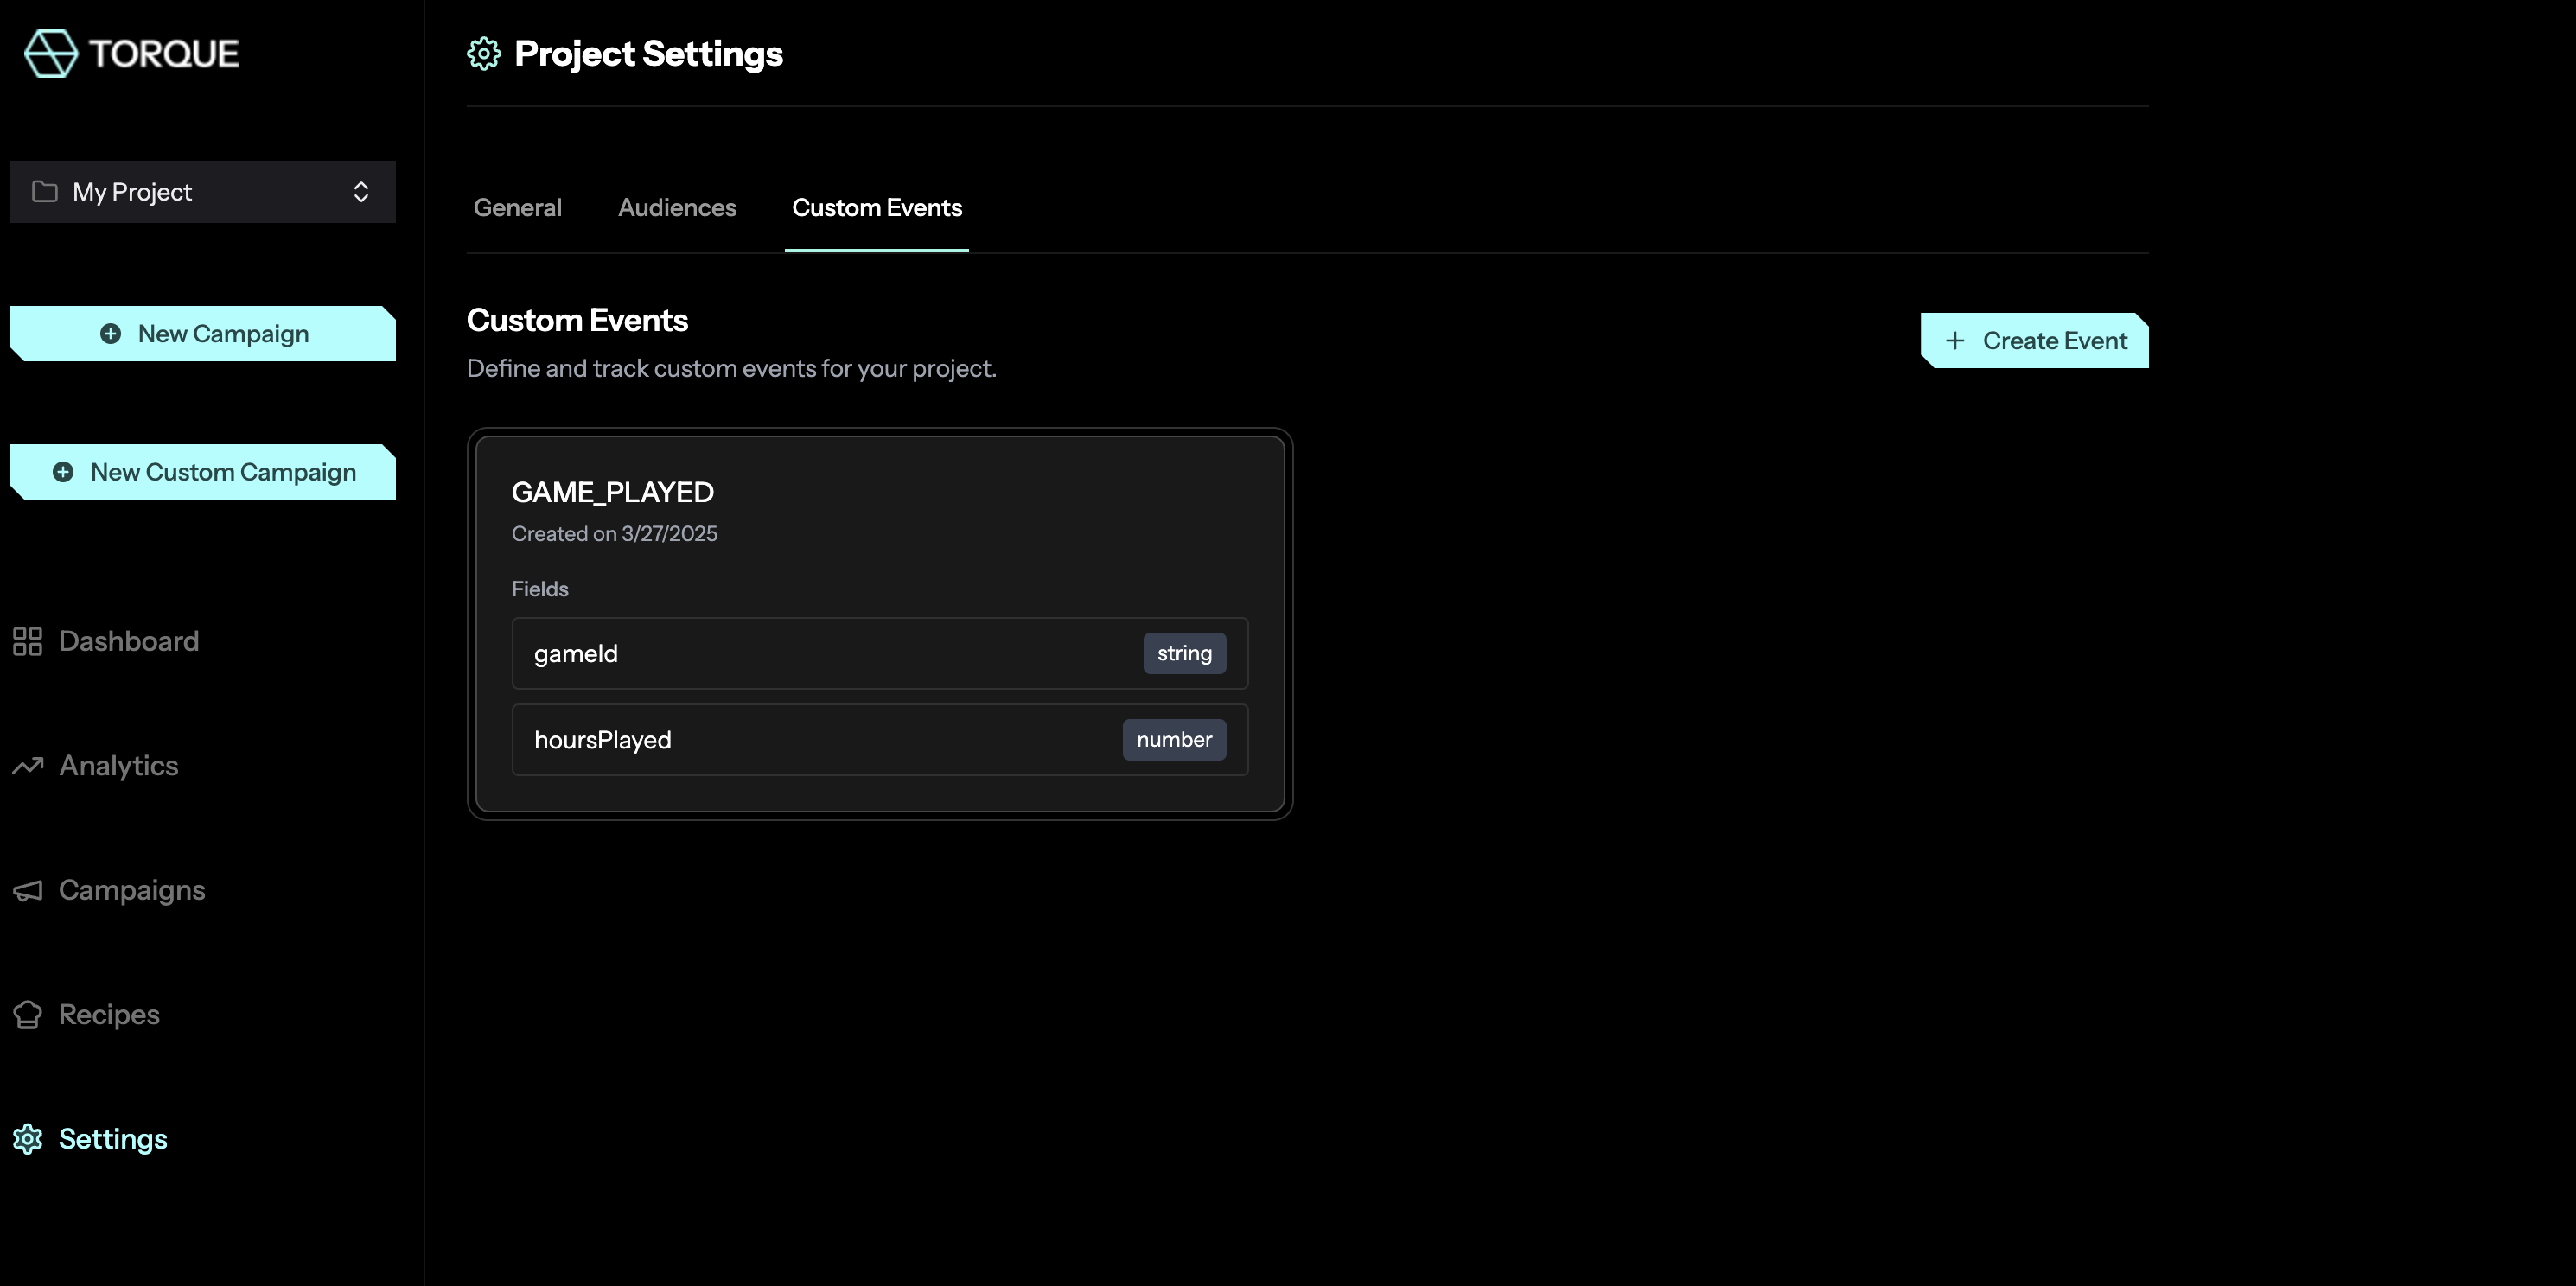 TORQUE
My Project
New Campaign
New Custom Campaign
Dashboard
Analytics
Campaigns
Recipes
Settings
Project Settings
General
Audiences
Custom Events
Custom Events
Define and track custom events for your project.
Create Event
GAME_PLAYED
Created on 3/27/2025
Fields
gameId
string
hoursPlayed
number